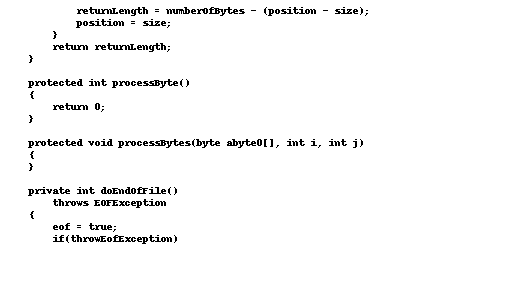 returnLength = numberOfBytes - (position - size);
position = size;
}
return returnLength;
}
protected int processByte()
{
return 0;
}
protected void processBytes(byte abyte0[], int i, int j)
{
}
private int doEndOfFile()
throws EOFException
{
eof = true;
if(throwEofException)